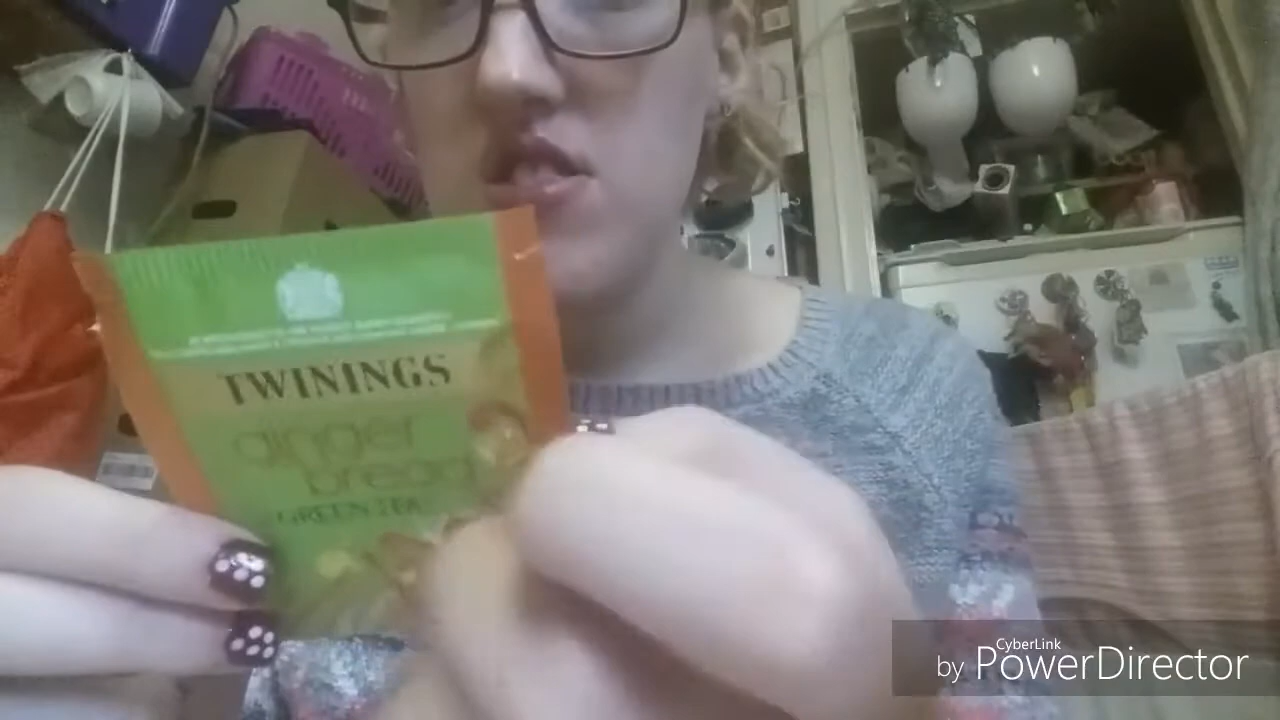 TWININGS
ginger
bread
GREEN TEA
CyberLink
by PowerDirector